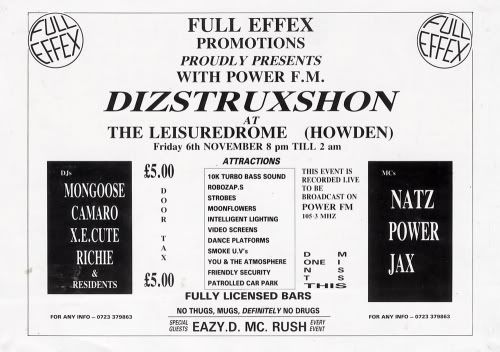 FULL EFFEX
FULL EFFEX
FULL EFFEX
PROMOTIONS
PROUDLY PRESENTS
WITH POWER F.M.
DIZSTRUXSHON
AT
THE LEISUREDROME (HOWDEN)
Friday 6th NOVEMBER 8 pm TILL 2 am
DJs
MONGOOSE
CAMARO
X.E.CUTE
RICHIE
&
RESIDENTS
£5.00
DOOR TAX
£5.00
ATTRACTIONS
10K TURBO BASS SOUND
ROBOZAP.S
STROBES
MOONFLOWERS
INTELLIGENT LIGHTING
VIDEO SCREENS
DANCE PLATFORMS
SMOKE U.V's
YOU & THE ATMOSPHERE
FRIENDLY SECURITY
PATROLLED CAR PARK
THIS EVENT IS
RECORDED LIVE
TO BE
BROADCAST ON
POWER FM
105·3 MHZ
DONT MISS
ONE
THIS
MC's
NATZ
POWER
JAX
FULLY LICENSED BARS
NO THUGS, MUGS, DEFINITELY NO DRUGS
SPECIAL GUESTS EAZY.D. MC. RUSH EVERY EVENT
FOR ANY INFO – 0723 379863
FOR ANY INFO – 0723 379863